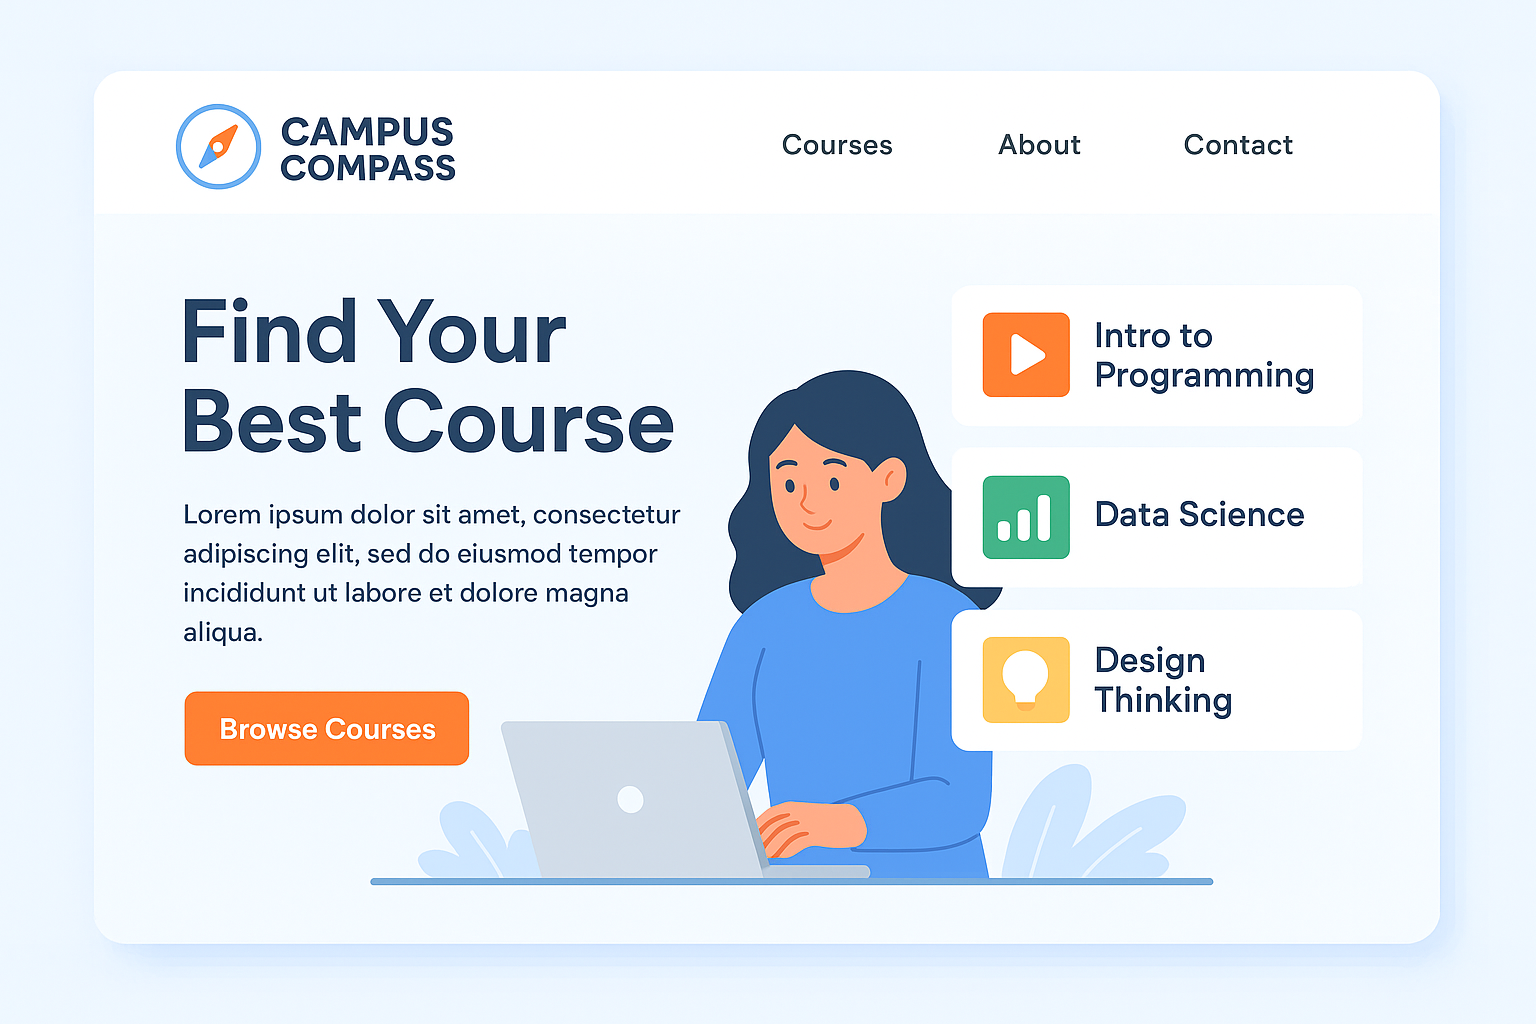 CAMPUS
COMPASS
Courses
About
Contact
Find Your
Best Course
Lorem ipsum dolor sit amet, consectetur
adipiscing elit, sed do eiusmod tempor
incididunt ut labore et dolore magna
aliqua.
Browse Courses
Intro to
Programming
Data Science
Design
Thinking